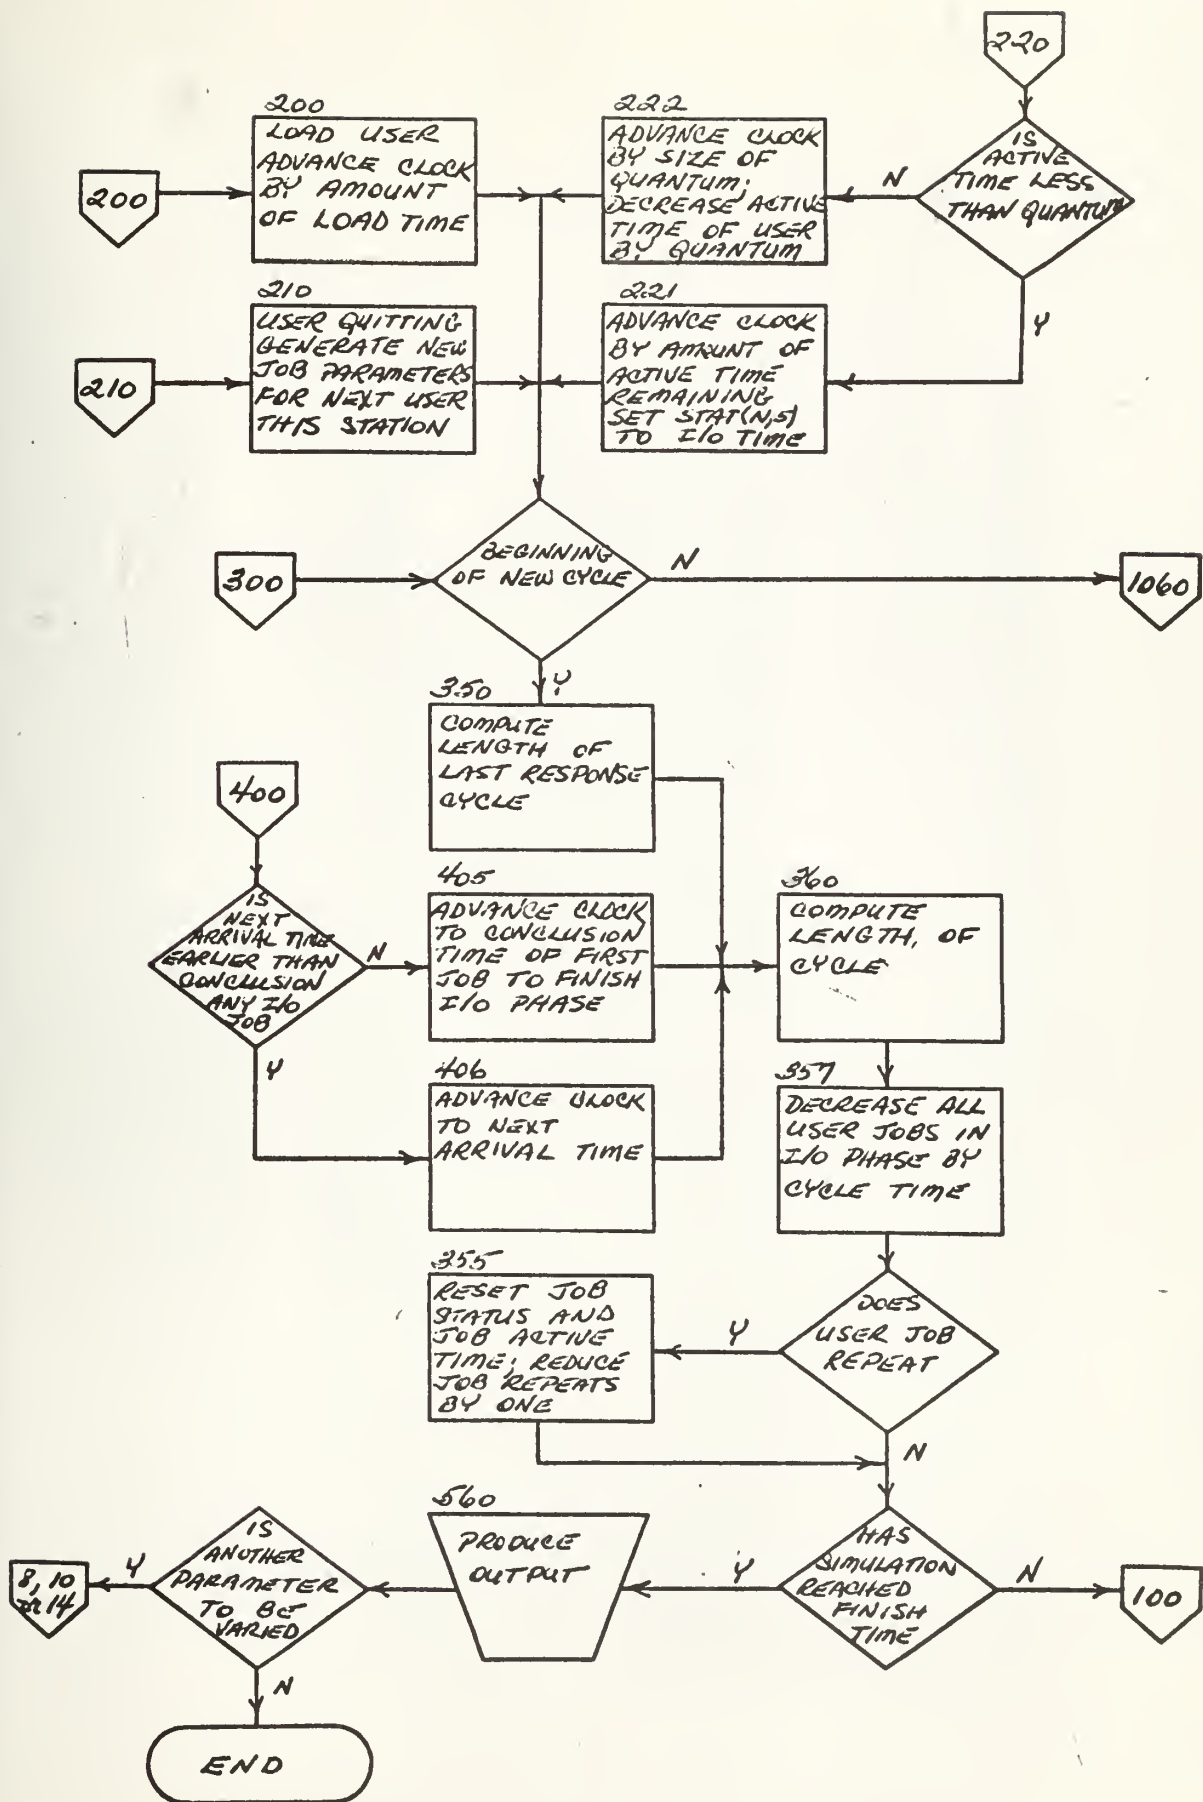 220
200
LOAD USER
ADVANCE CLOCK
BY AMOUNT
OF LOAD TIME
222
ADVANCE CLOCK
BY SIZE OF
QUANTUM;
DECREASE ACTIVE
TIME OF USER
BY QUANTUM
IS
ACTIVE
TIME LESS
THAN QUANTUM
N
Y
200
210
USER QUITTING
GENERATE NEW
JOB PARAMETERS
FOR NEXT USER
THIS STATION
221
ADVANCE CLOCK
BY AMOUNT OF
ACTIVE TIME
REMAINING
SET STAT(N,5)
TO I/O TIME
210
300
BEGINNING
OF NEW CYCLE
N
1060
Y
350
COMPUTE
LENGTH OF
LAST RESPONSE
CYCLE
400
IS
NEXT
ARRIVAL TIME
EARLIER THAN
CONCLUSION
ANY I/O
JOB
N
Y
405
ADVANCE CLOCK
TO CONCLUSION
TIME OF FIRST
JOB TO FINISH
I/O PHASE
360
COMPUTE
LENGTH, OF
CYCLE
406
ADVANCE CLOCK
TO NEXT
ARRIVAL TIME
357
DECREASE ALL
USER JOBS IN
I/O PHASE BY
CYCLE TIME
355
RESET JOB
STATUS AND
JOB ACTIVE
TIME; REDUCE
JOB REPEATS
BY ONE
Y
DOES
USER JOB
REPEAT
N
HAS
SIMULATION
REACHED
FINISH
TIME
N
100
Y
560
PRODUCE
OUTPUT
IS
ANOTHER
PARAMETER
TO BE
VARIED
Y
8, 10
or 14
N
END